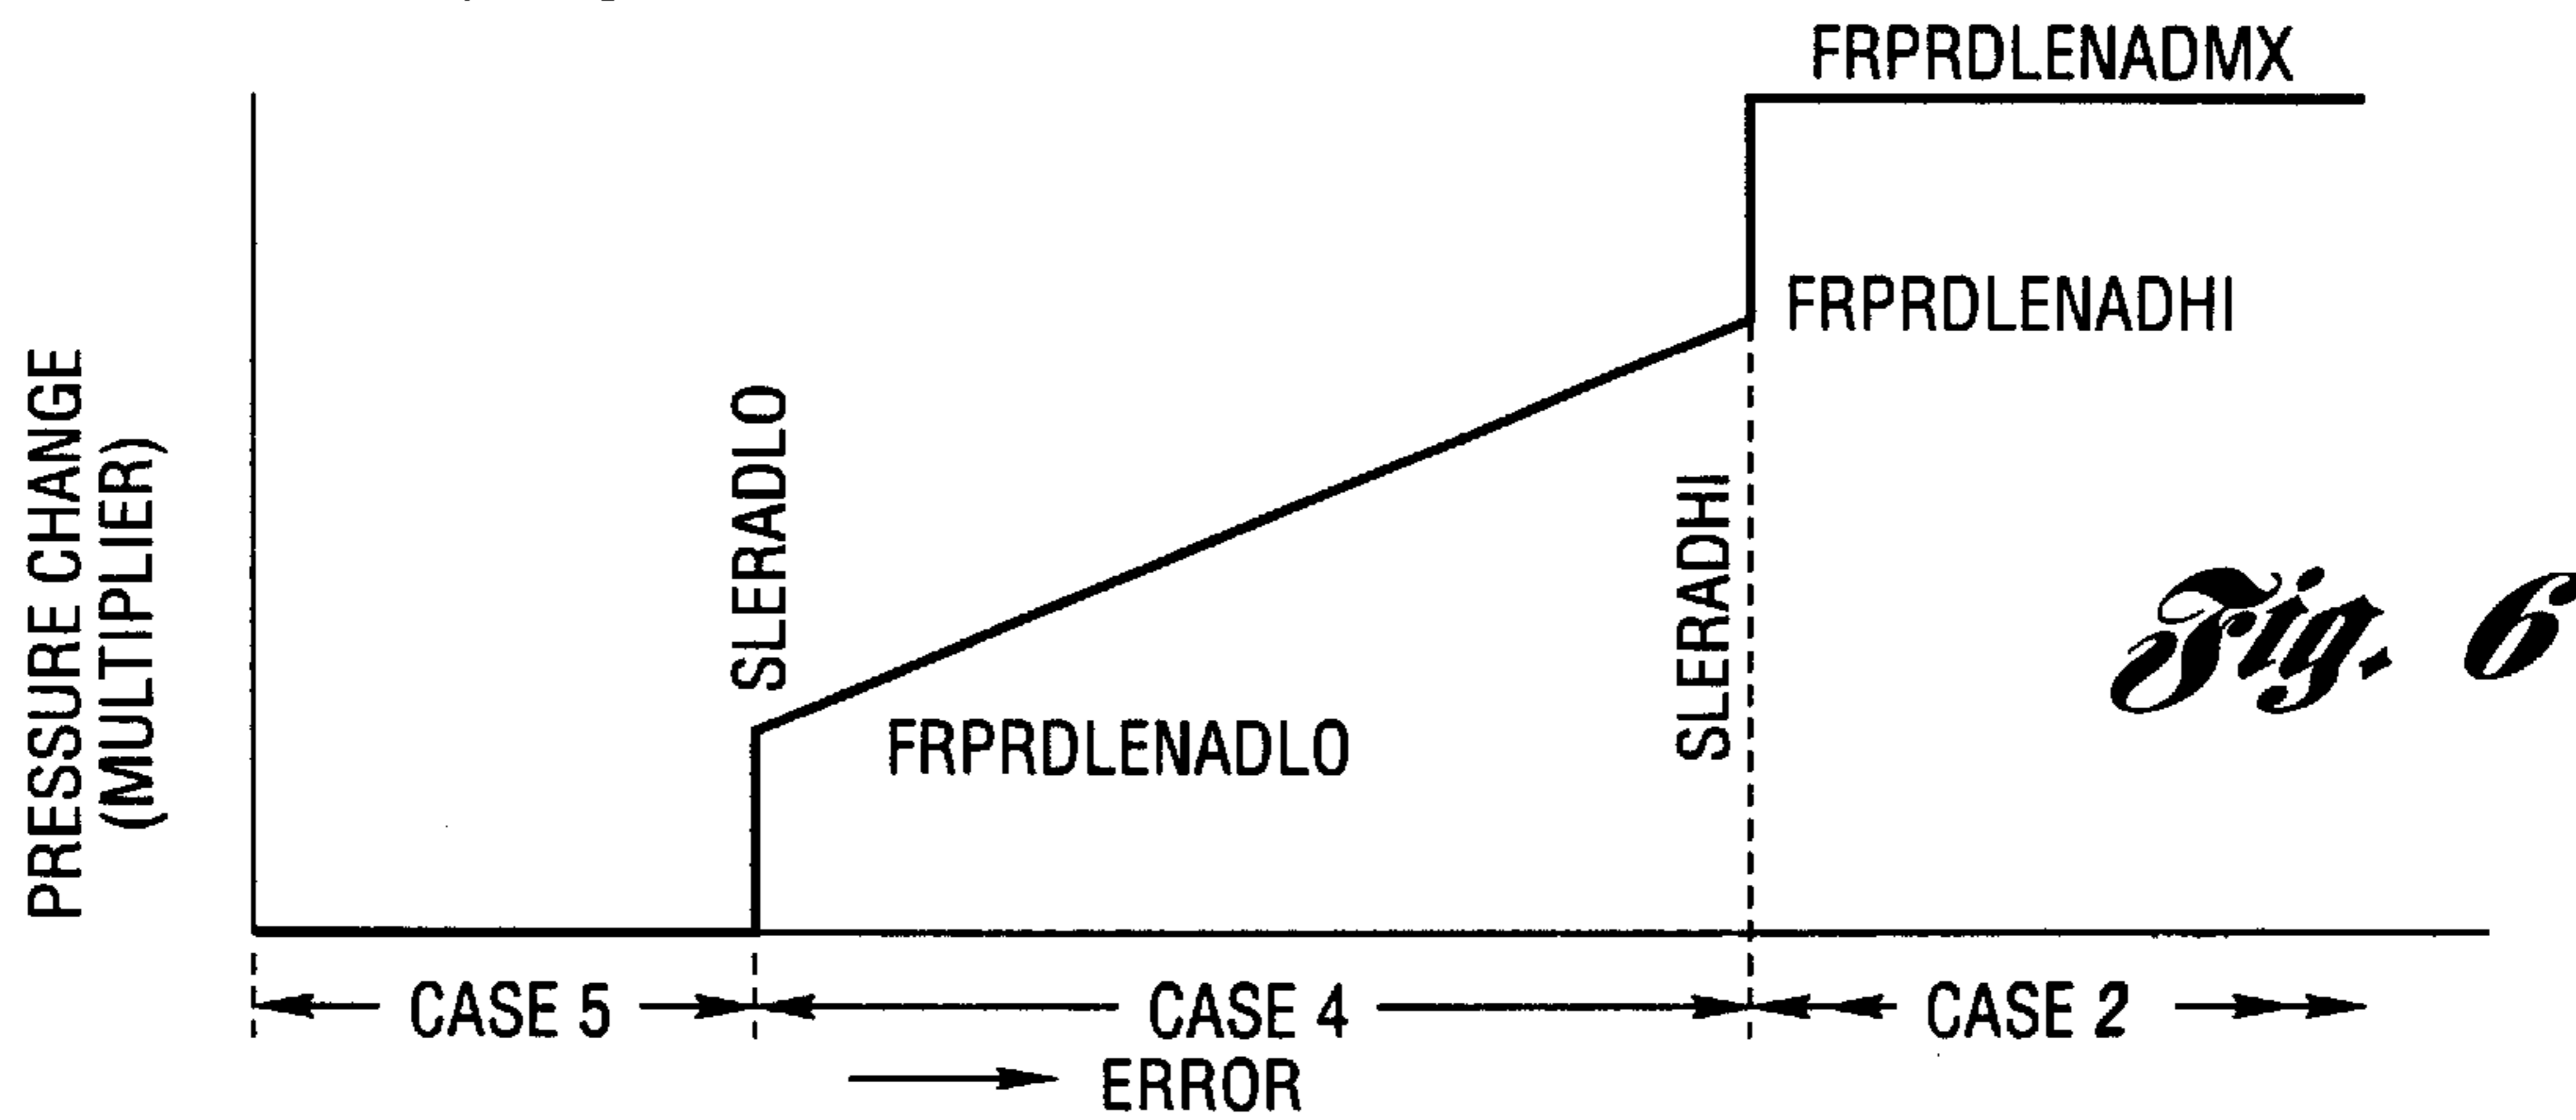 FRPRDLENADMX
FRPRDLENADHI
PRESSURE CHANGE
(MULTIPLIER)
SLERADLO
SLERADHI
FRPRDLENADLO
Fig. 6
CASE 5
CASE 4
CASE 2
ERROR